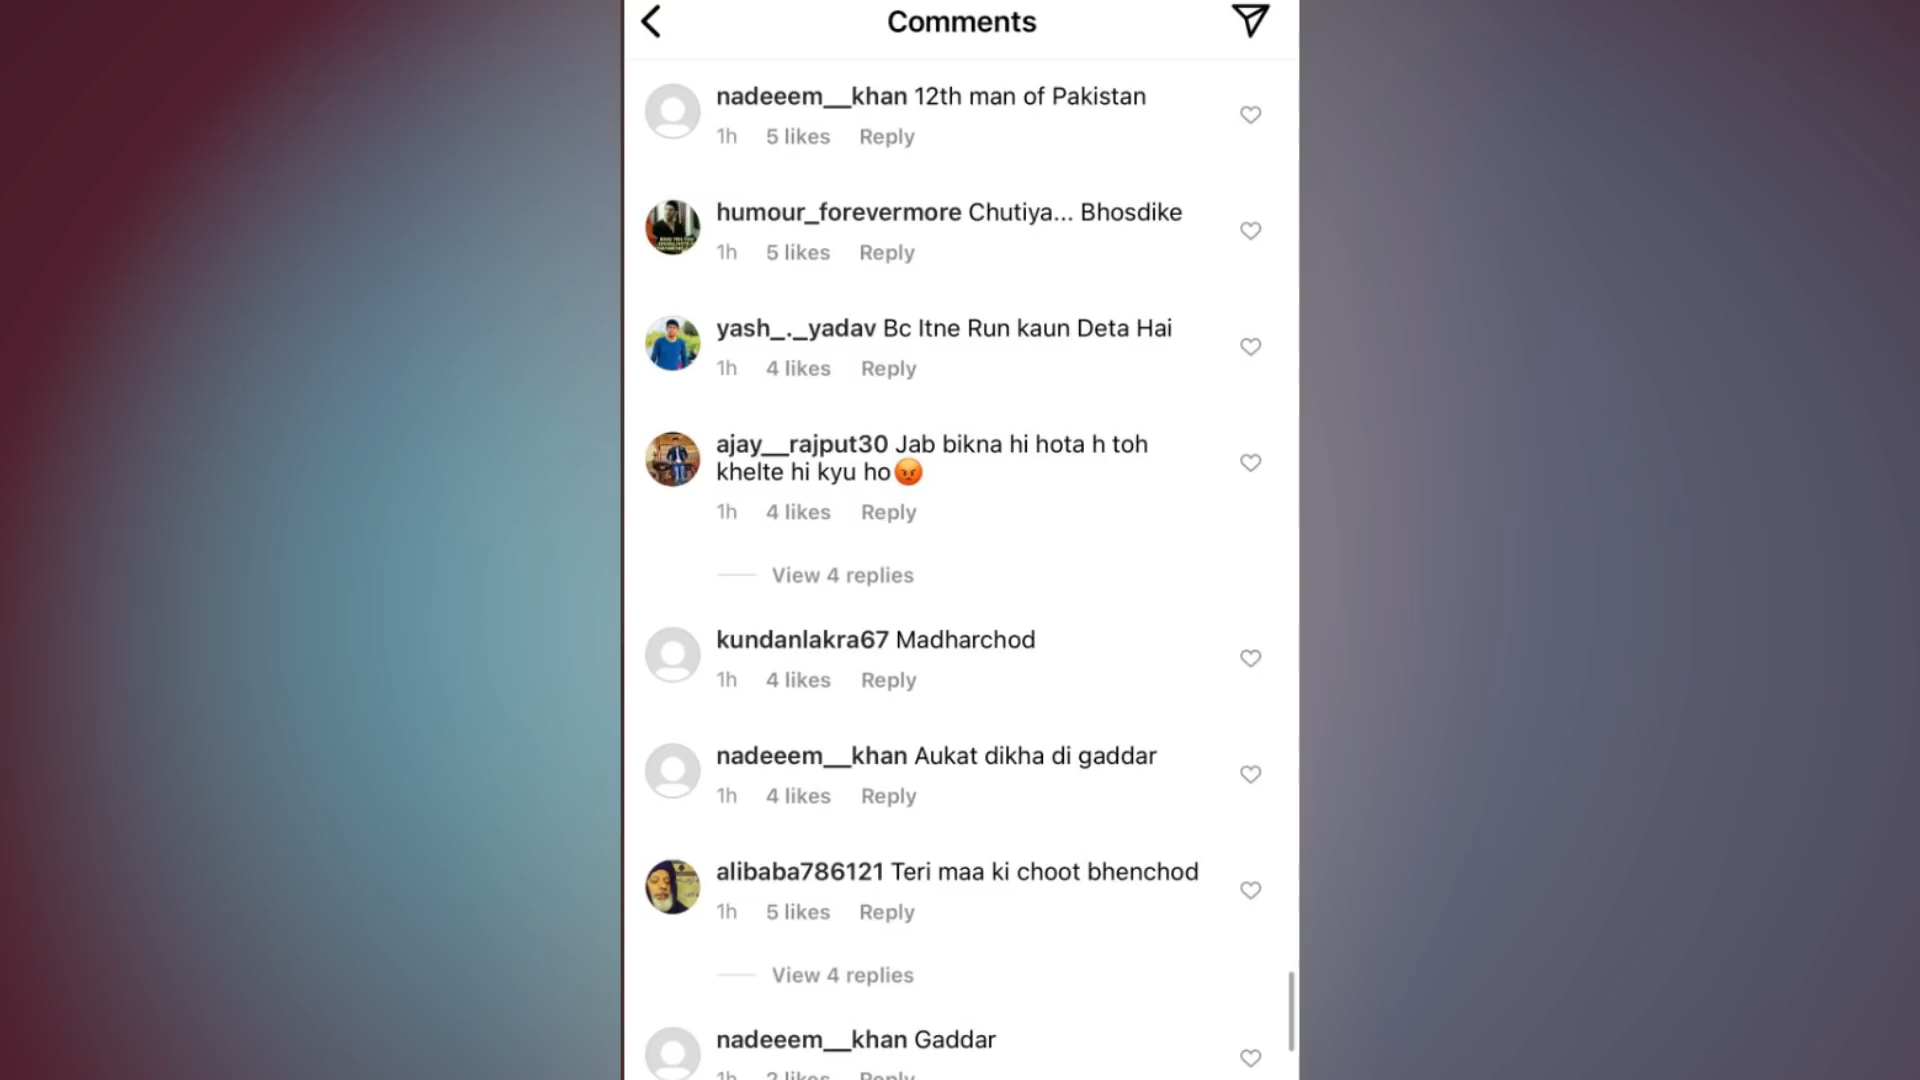 Comments
nadeeem__khan 12th man of Pakistan
1h 5 likes Reply
humour_forevermore Chutiya... Bhosdike
1h 5 likes Reply
yash_._yadav Bc Itne Run kaun Deta Hai
1h 4 likes Reply
ajay__rajput30 Jab bikna hi hota h toh
khelte hi kyu ho😡
1h 4 likes Reply
View 4 replies
kundanlakra67 Madharchod
1h 4 likes Reply
nadeeem__khan Aukat dikha di gaddar
1h 4 likes Reply
alibaba786121 Teri maa ki choot bhenchod
1h 5 likes Reply
View 4 replies
nadeeem__khan Gaddar
1h 2 likes Reply